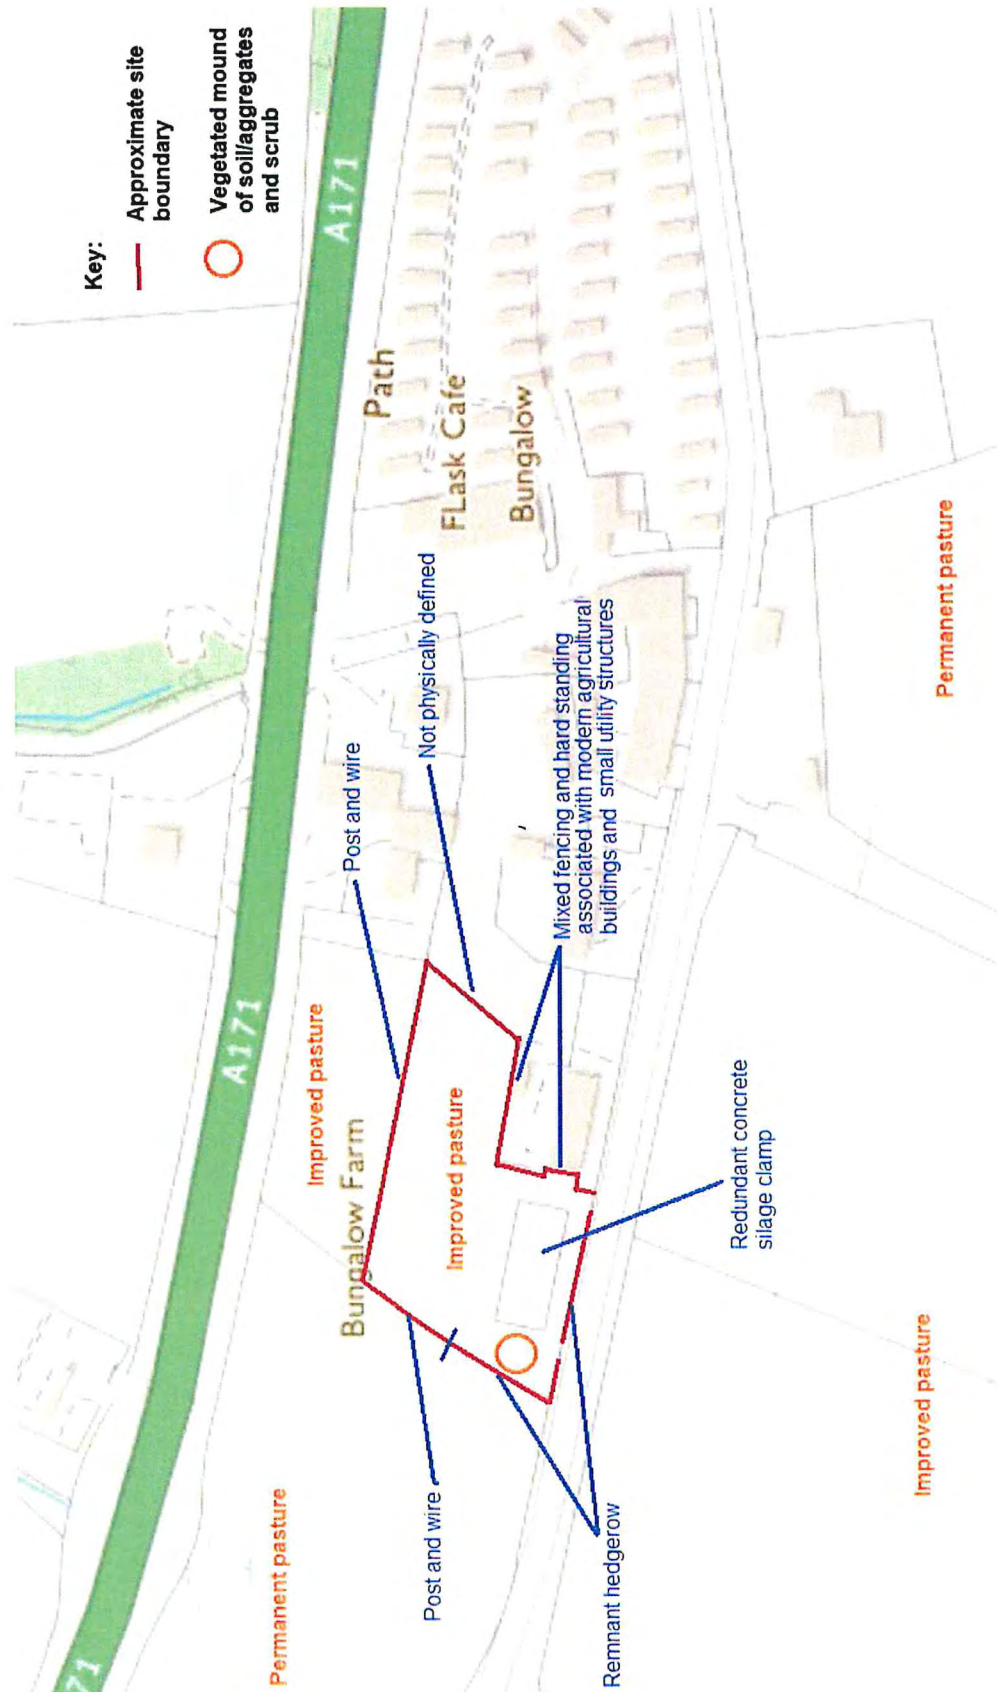 Key:
Approximate site
boundary
Vegetated mound
of soil/aggregates
and scrub
A171
Path
FLask Cafe
Bungalow
Not physically defined
Post and wire
Mixed fencing and hard standing
associated with modern agricultural
buildings and small utility structures
Permanent pasture
A171
Improved pasture
Bungalow Farm
Improved pasture
Redundant concrete
silage clamp
Improved pasture
Post and wire
Remnant hedgerow
Permanent pasture
71